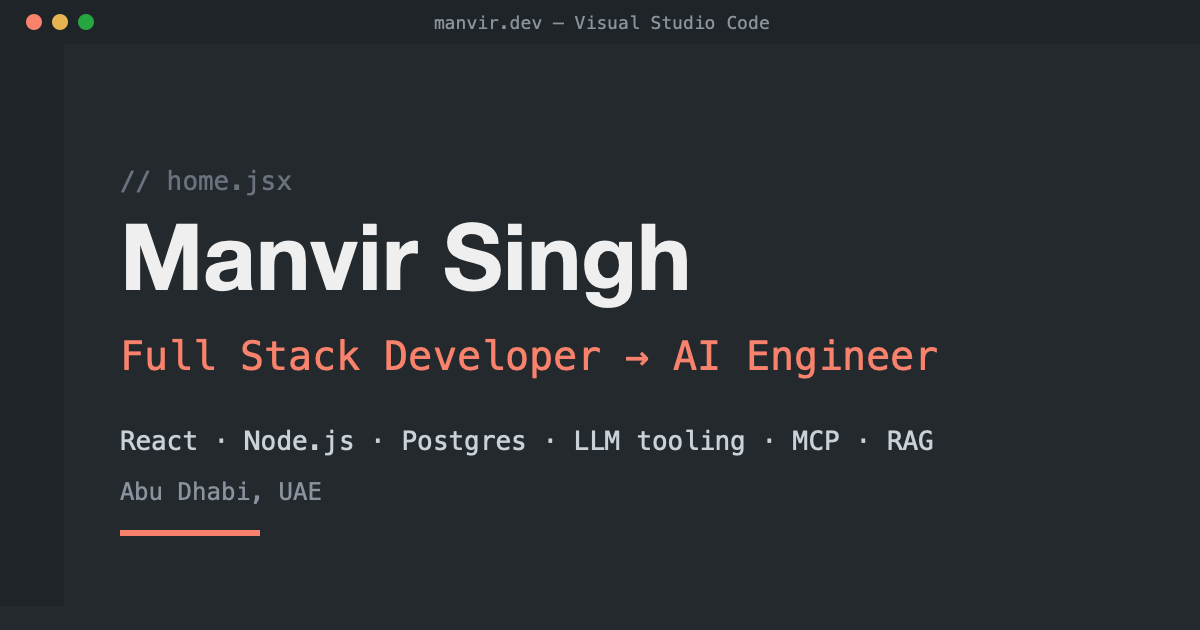 manvir.dev — Visual Studio Code
// home.jsx
Manvir Singh
Full Stack Developer → AI Engineer
React · Node.js · Postgres · LLM tooling · MCP · RAG
Abu Dhabi, UAE